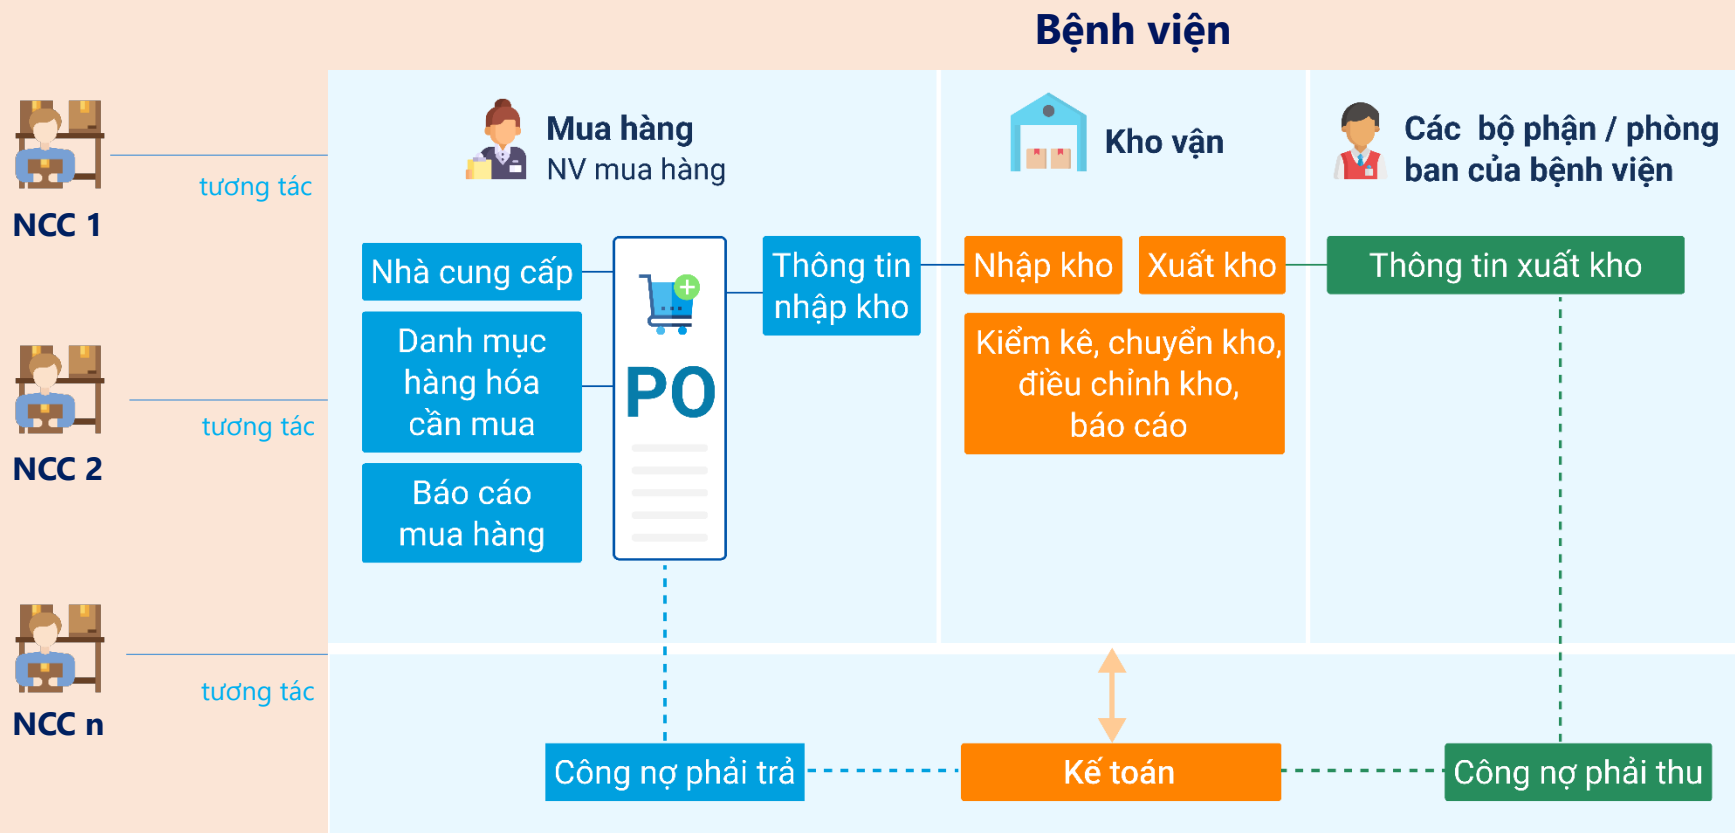 Bệnh viện
NCC 1
tương tác
NCC 2
tương tác
NCC n
tương tác
Mua hàng
NV mua hàng
Nhà cung cấp
Danh mục
hàng hóa
cần mua
Báo cáo
mua hàng
PO
Thông tin
nhập kho
Kho vận
Nhập kho
Xuất kho
Kiểm kê, chuyển kho,
điều chỉnh kho,
báo cáo
Các bộ phận / phòng
ban của bệnh viện
Thông tin xuất kho
Công nợ phải trả
Kế toán
Công nợ phải thu